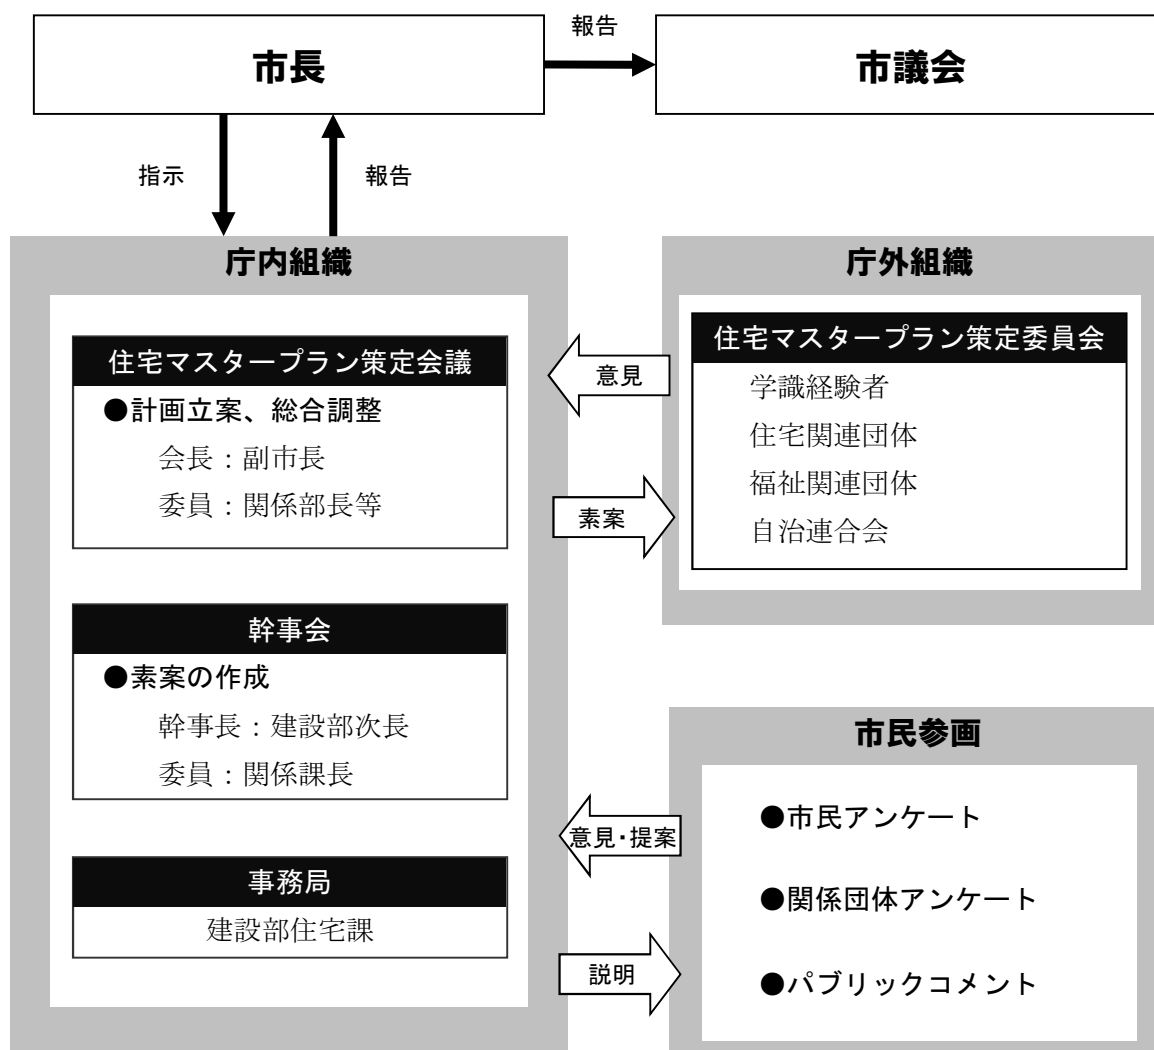 報告
市長
市議会
指示
報告
庁内組織
住宅マスタープラン策定会議
●計画立案、総合調整
会長：副市長
委員：関係部長等
幹事会
●素案の作成
幹事長：建設部次長
委員：関係課長
事務局
建設部住宅課
意見
素案
庁外組織
住宅マスタープラン策定委員会
学識経験者
住宅関連団体
福祉関連団体
自治連合会
意見・提案
説明
市民参画
●市民アンケート
●関係団体アンケート
●パブリックコメント